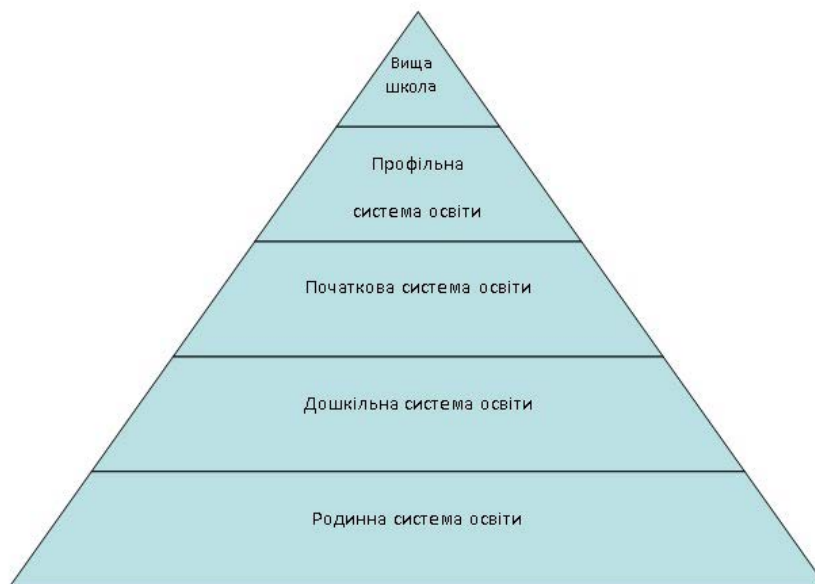 Вища
школа
Профільна
система освіти
Початкова система освіти
Дошкільна система освіти
Родинна система освіти